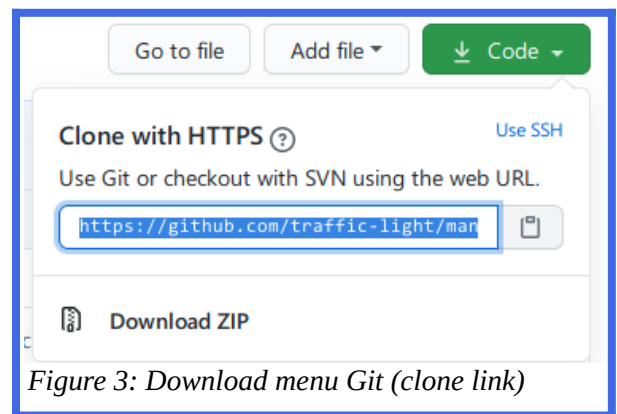 Go to file Add file Code
Clone with HTTPS ?
Use SSH
Use Git or checkout with SVN using the web URL.
https://github.com/traffic-light/man
Download ZIP
c
Figure 3: Download menu Git (clone link)